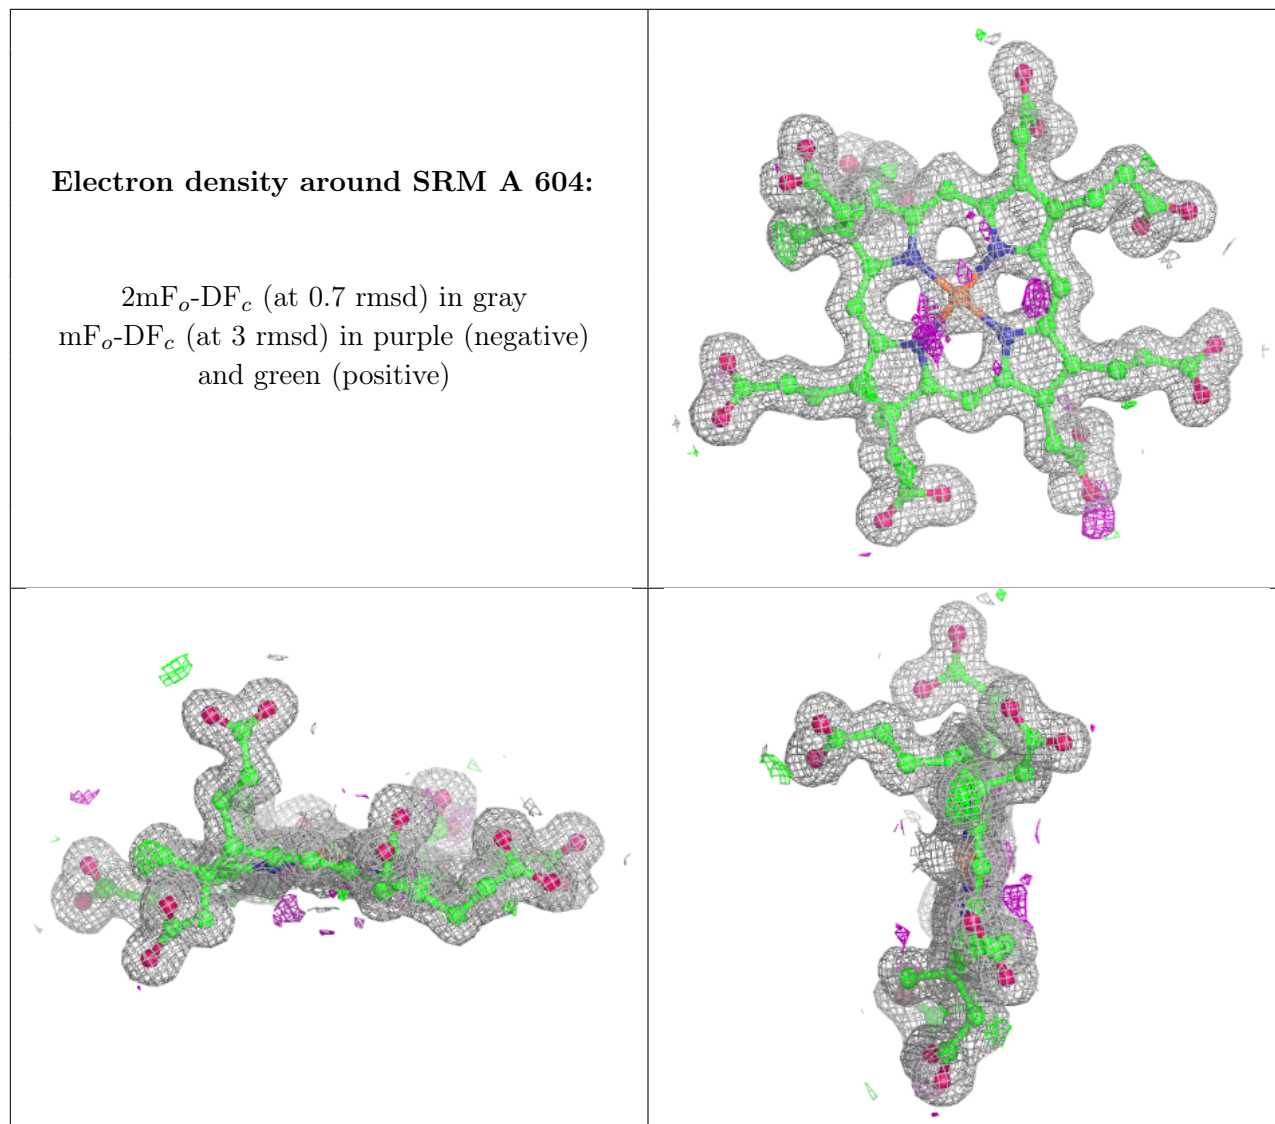 Electron density around SRM A 604:
2mFo-DFc (at 0.7 rmsd) in gray
mFo-DFc (at 3 rmsd) in purple (negative)
and green (positive)